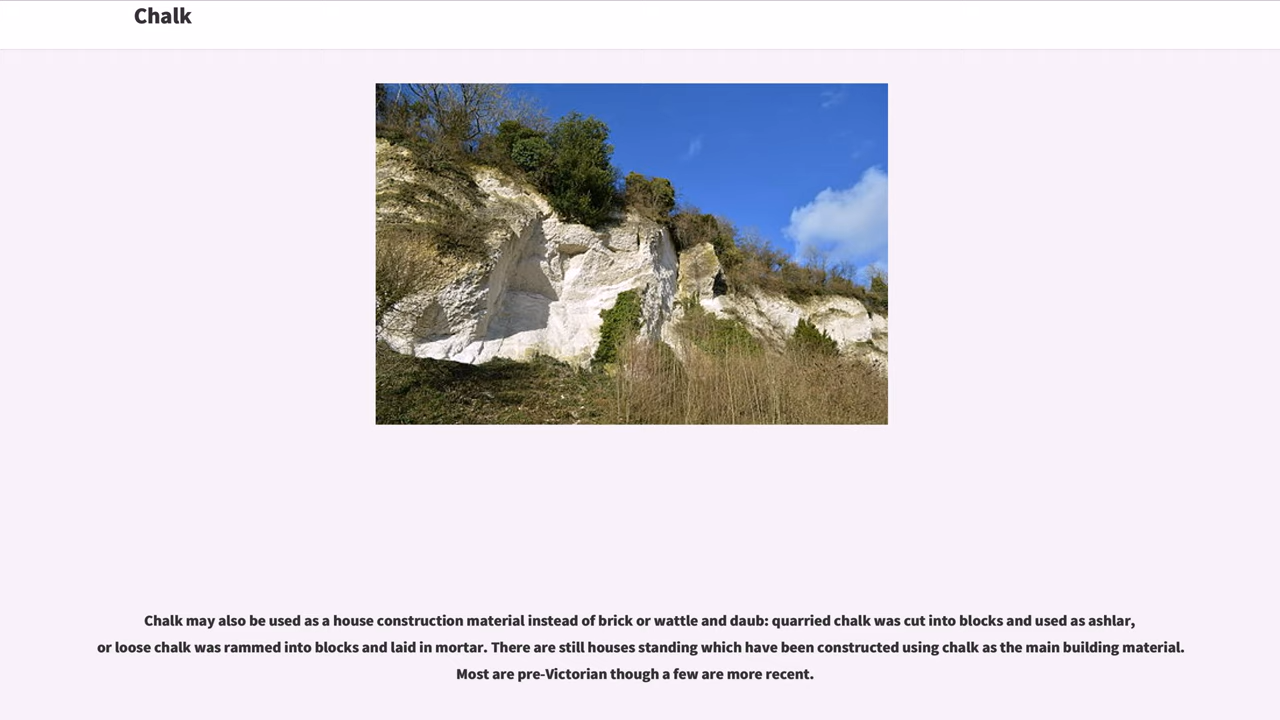 Chalk
Chalk may also be used as a house construction material instead of brick or wattle and daub: quarried chalk was cut into blocks and used as ashlar,
or loose chalk was rammed into blocks and laid in mortar. There are still houses standing which have been constructed using chalk as the main building material.
Most are pre-Victorian though a few are more recent.